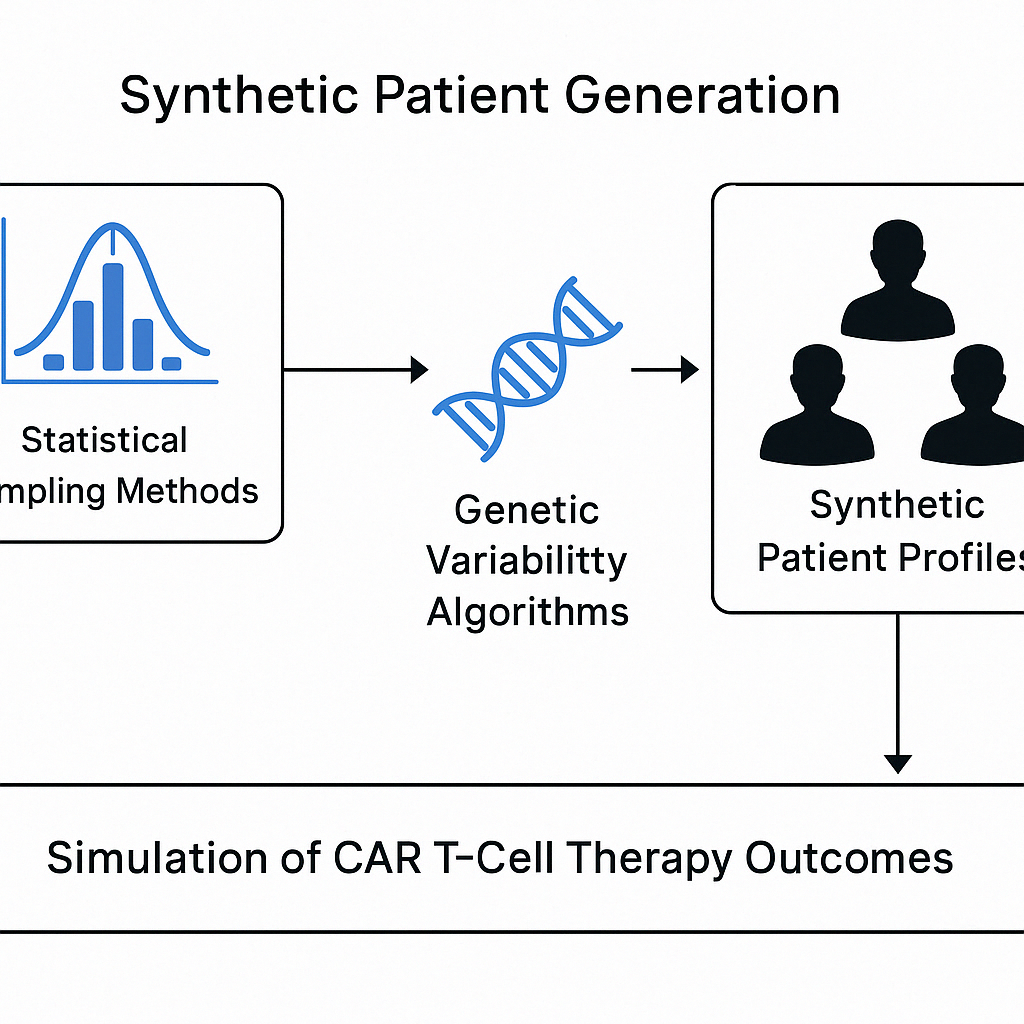 Synthetic Patient Generation
Statistical
mpling Methods
Genetic
Variabilitty
Algorithms
Synthetic
Patient Profiles
Simulation of CAR T-Cell Therapy Outcomes